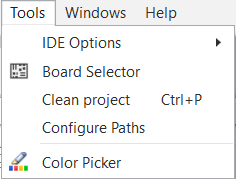 Tools Windows Help
IDE Options
Board Selector
Clean project Ctrl+P
Configure Paths
Color Picker